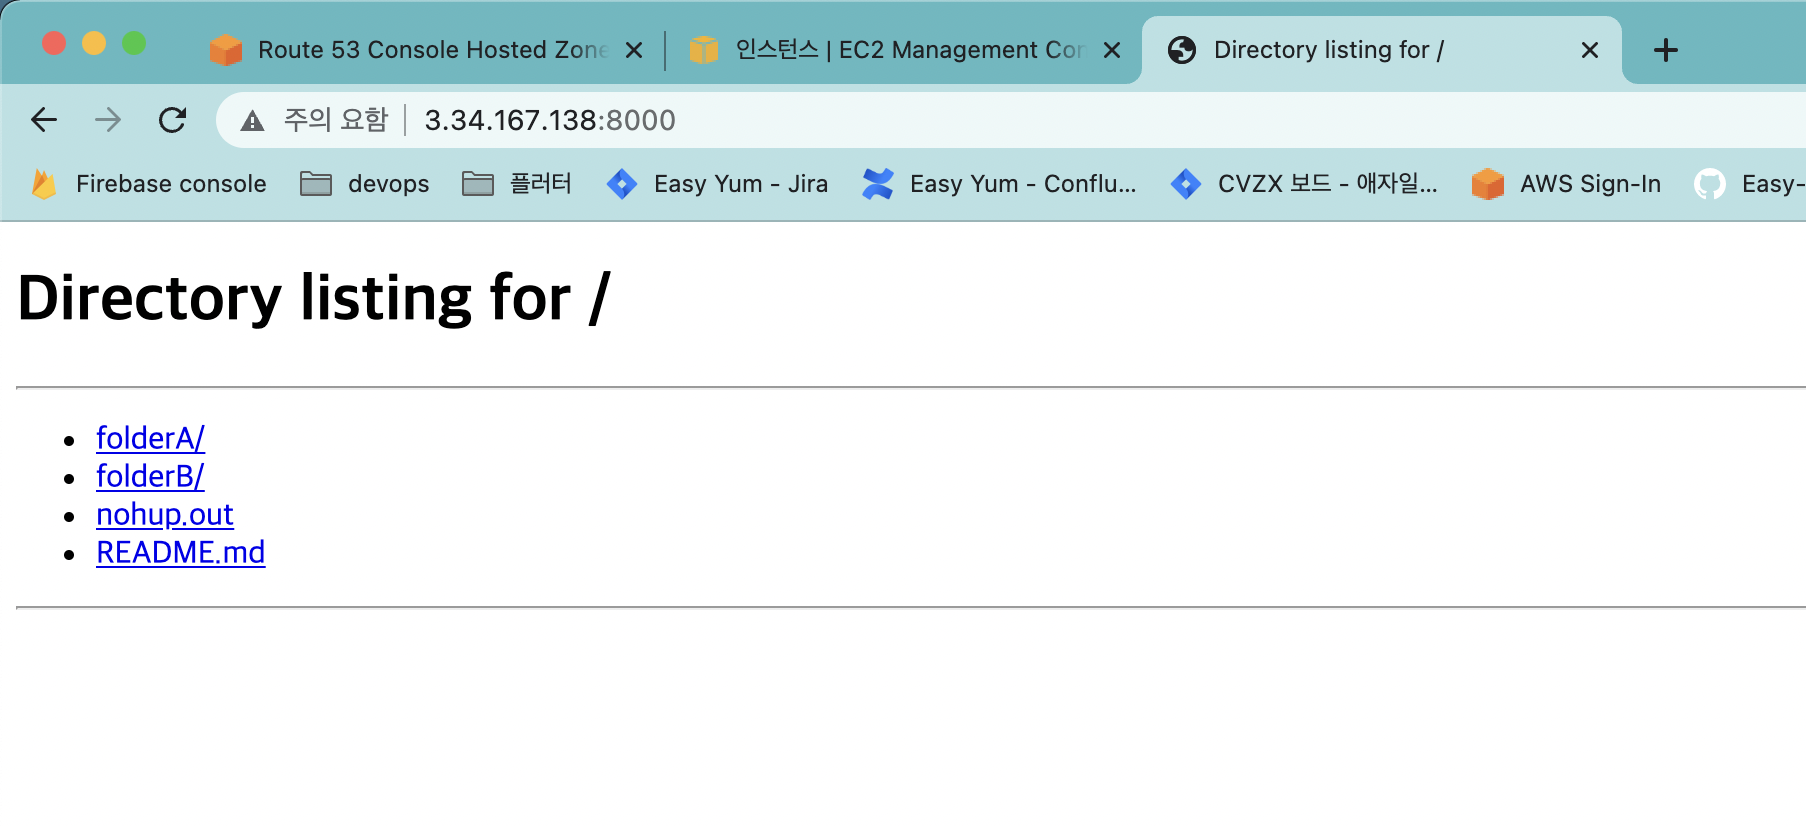 Route 53 Console Hosted Zone
인스턴스 | EC2 Management Con
Directory listing for /
주의 요함 3.34.167.138:8000
Firebase console devops 플러터 Easy Yum - Jira Easy Yum - Conflu... CVZX 보드 - 애자일... AWS Sign-In Easy-
Directory listing for /
folderA/
folderB/
nohup.out
README.md